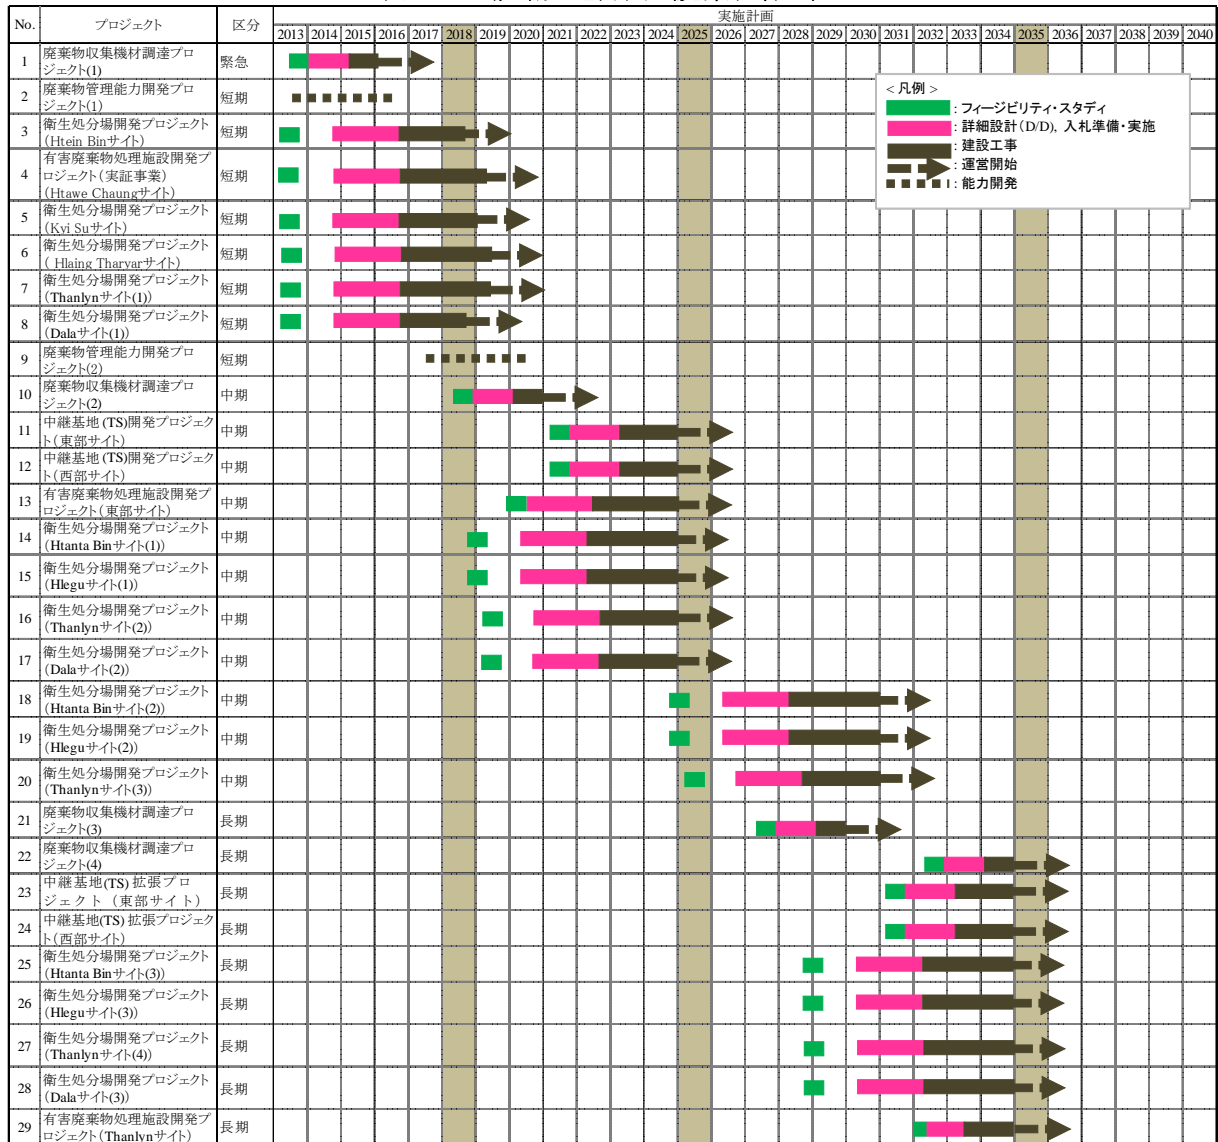 No. プロジェクト 区分 実施計画
2013 2014 2015 2016 2017 2018 2019 2020 2021 2022 2023 2024 2025 2026 2027 2028 2029 2030 2031 2032 2033 2034 2035 2036 2037 2038 2039 2040
1 廃棄物収集機材調達プロ
ジェクト(1) 緊急
2 廃棄物管理能力開発プロ
ジェクト(1) 短期
3 衛生処分場開発プロジェクト
(Htein Binサイト) 短期
4 有害廃棄物処理施設開発プ
ロジェクト(実証事業)
(Htawe Chaungサイト) 短期
5 衛生処分場開発プロジェクト
(Kyi Suサイト) 短期
6 衛生処分場開発プロジェクト
( Hlaing Tharyarサイト) 短期
7 衛生処分場開発プロジェクト
(Thanlynサイト(1)) 短期
8 衛生処分場開発プロジェクト
(Dalaサイト(1)) 短期
9 廃棄物管理能力開発プロ
ジェクト(2) 短期
10 廃棄物収集機材調達プロ
ジェクト(2) 中期
11 中継基地(TS)開発プロジェク
ト(東部サイト) 中期
12 中継基地(TS)開発プロジェク
ト(西部サイト) 中期
13 有害廃棄物処理施設開発プ
ロジェクト(東部サイト) 中期
14 衛生処分場開発プロジェクト
(Htanta Binサイト(1)) 中期
15 衛生処分場開発プロジェクト
(Hleguサイト(1)) 中期
16 衛生処分場開発プロジェクト
(Thanlynサイト(2)) 中期
17 衛生処分場開発プロジェクト
(Dalaサイト(2)) 中期
18 衛生処分場開発プロジェクト
(Htanta Binサイト(2)) 中期
19 衛生処分場開発プロジェクト
(Hleguサイト(2)) 中期
20 衛生処分場開発プロジェクト
(Thanlynサイト(3)) 中期
21 廃棄物収集機材調達プロ
ジェクト(3) 長期
22 廃棄物収集機材調達プロ
ジェクト(4) 長期
23 中継基地(TS) 拡張プロ
ジェクト (東部サイト) 長期
24 中継基地(TS) 拡張プロジェク
ト(西部サイト) 長期
25 衛生処分場開発プロジェクト
(Htanta Binサイト(3)) 長期
26 衛生処分場開発プロジェクト
(Hleguサイト(3)) 長期
27 衛生処分場開発プロジェクト
(Thanlynサイト(4)) 長期
28 衛生処分場開発プロジェクト
(Dalaサイト(3)) 長期
29 有害廃棄物処理施設開発プ
ロジェクト(Thanlynサイト) 長期
< 凡例 >
: フィージビリティ・スタディ
: 詳細設計(D/D), 入札準備・実施
: 建設工事
: 運営開始
: 能力開発